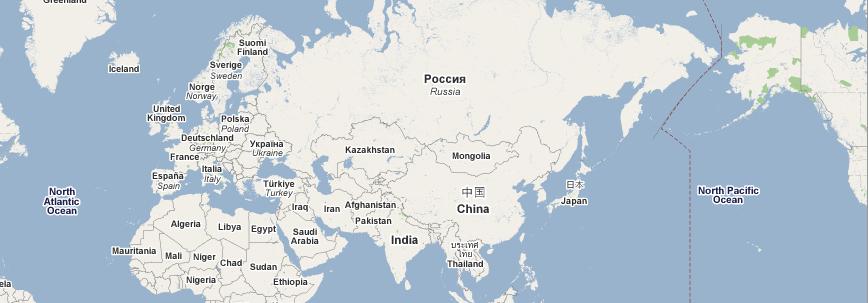 Greenland
Iceland
Suomi
Finland
Sverige
Sweden
Norge
Norway
Россия
Russia
United
Kingdom
Polska
Poland
Deutschland
Germany
Україна
Ukraine
France
Italia
Italy
España
Spain
Kazakhstan
Mongolia
Türkiye
Turkey
中国
China
日本
Japan
North
Atlantic
Ocean
North Pacific
Ocean
Iraq
Iran
Afghanistan
Pakistan
Algeria
Libya
Egypt
Saudi
Arabia
India
ประเทศ
ไทย
Thailand
Mauritania
Mali
Niger
Chad
Sudan
Nigeria
Ethiopia